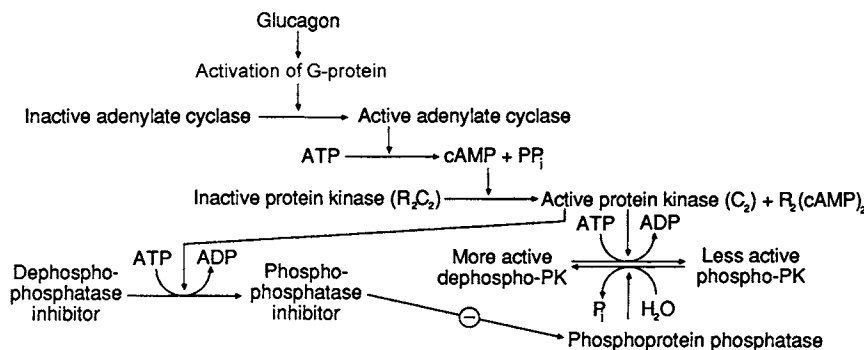 Glucagon
Activation of G-protein
Inactive adenylate cyclase
Active adenylate cyclase
ATP
cAMP + PPi
Inactive protein kinase (R₂C₂)
Active protein kinase (C₂) + R₂(cAMP)₂
ATP
ADP
ATP
ADP
More active
dephospho-PK
Less active
phospho-PK
Dephospho-
phosphatase
inhibitor
Phospho-
phosphatase
inhibitor
−
Pi
H₂O
Phosphoprotein phosphatase